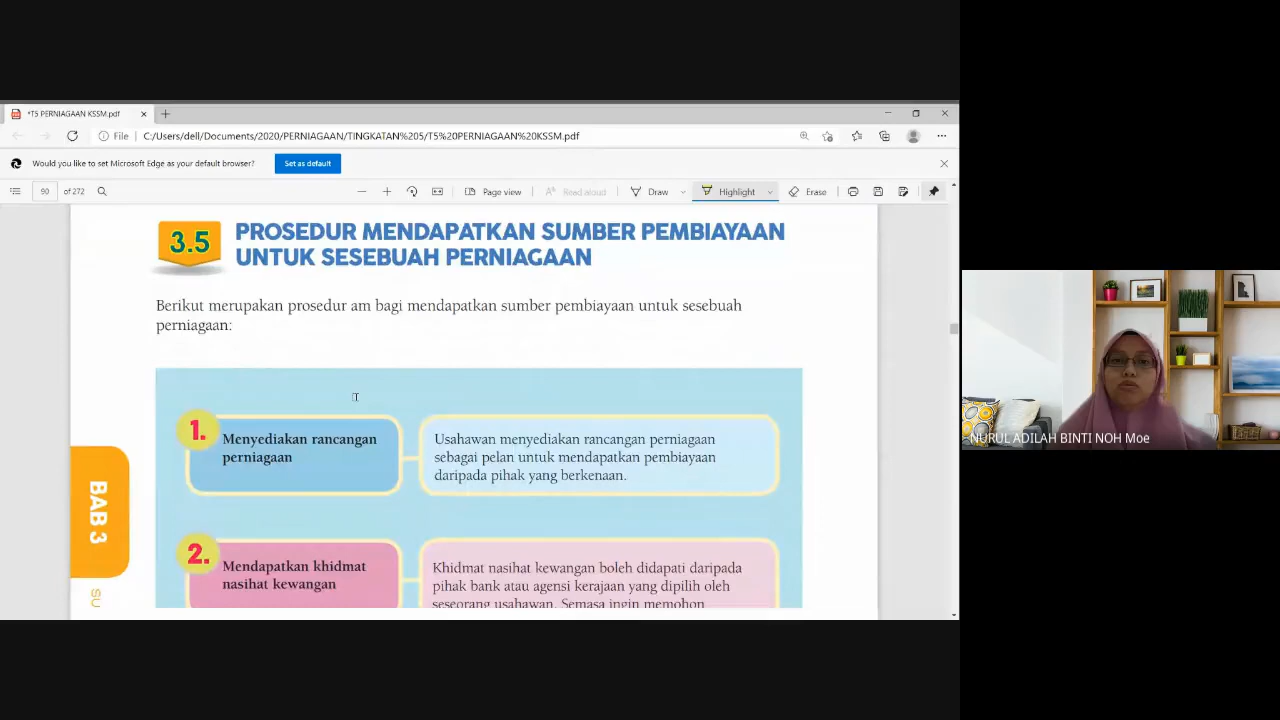 *T5 PERNIAGAAN KSSM.pdf
File
C:/Users/dell/Documents/2020/PERNIAGAAN/TINGKATAN%205/T5%20PERNIAGAAN%20KSSM.pdf
Would you like to set Microsoft Edge as your default browser?
Set as default
90
of 272
Page view
Read aloud
Draw
Highlight
Erase
3.5
PROSEDUR MENDAPATKAN SUMBER PEMBIAYAAN
UNTUK SESEBUAH PERNIAGAAN
Berikut merupakan prosedur am bagi mendapatkan sumber pembiayaan untuk sesebuah
perniagaan:
1.
Menyediakan rancangan
perniagaan
Usahawan menyediakan rancangan perniagaan
sebagai pelan untuk mendapatkan pembiayaan
daripada pihak yang berkenaan.
2.
Mendapatkan khidmat
nasihat kewangan
Khidmat nasihat kewangan boleh didapati daripada
pihak bank atau agensi kerajaan yang dipilih oleh
seseorang usahawan. Semasa ingin memohon
BAB 3
SU
NURUL ADILAH BINTI NOH Moe